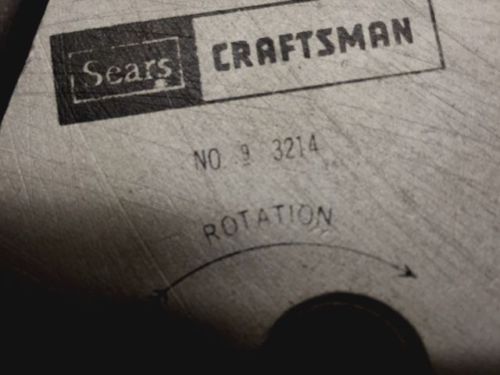 Sears CRAFTSMAN
NO 9 3214
ROTATION